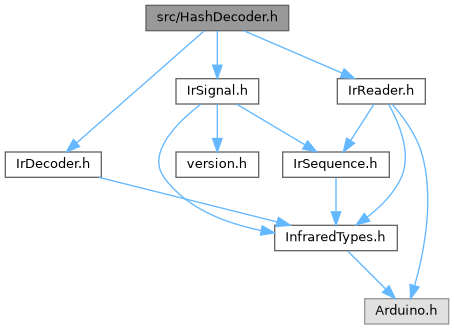 src/HashDecoder.h
IrSignal.h
IrReader.h
IrDecoder.h
version.h
IrSequence.h
InfraredTypes.h
Arduino.h